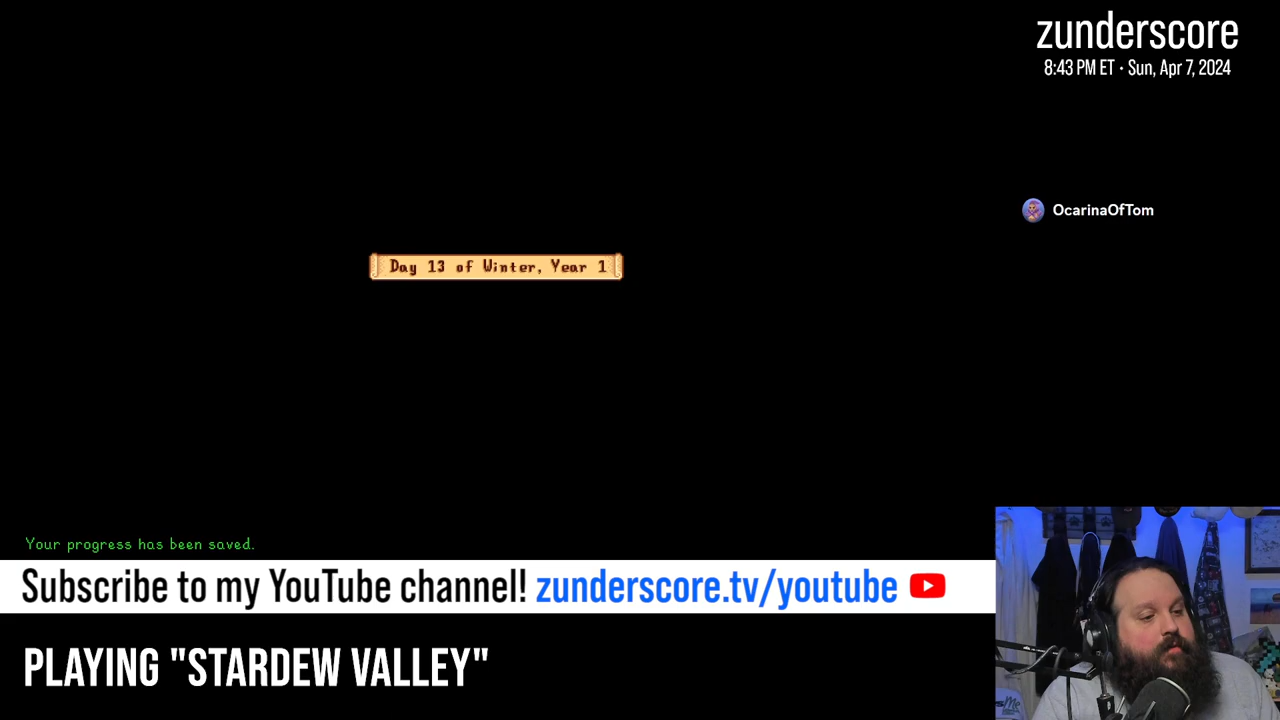 zunderscore
8:43 PM ET • Sun, Apr 7, 2024
OcarinaOfTom
Day 13 of Winter, Year 1
Your progress has been saved.
Subscribe to my YouTube channel! zunderscore.tv/youtube
PLAYING "STARDEW VALLEY"